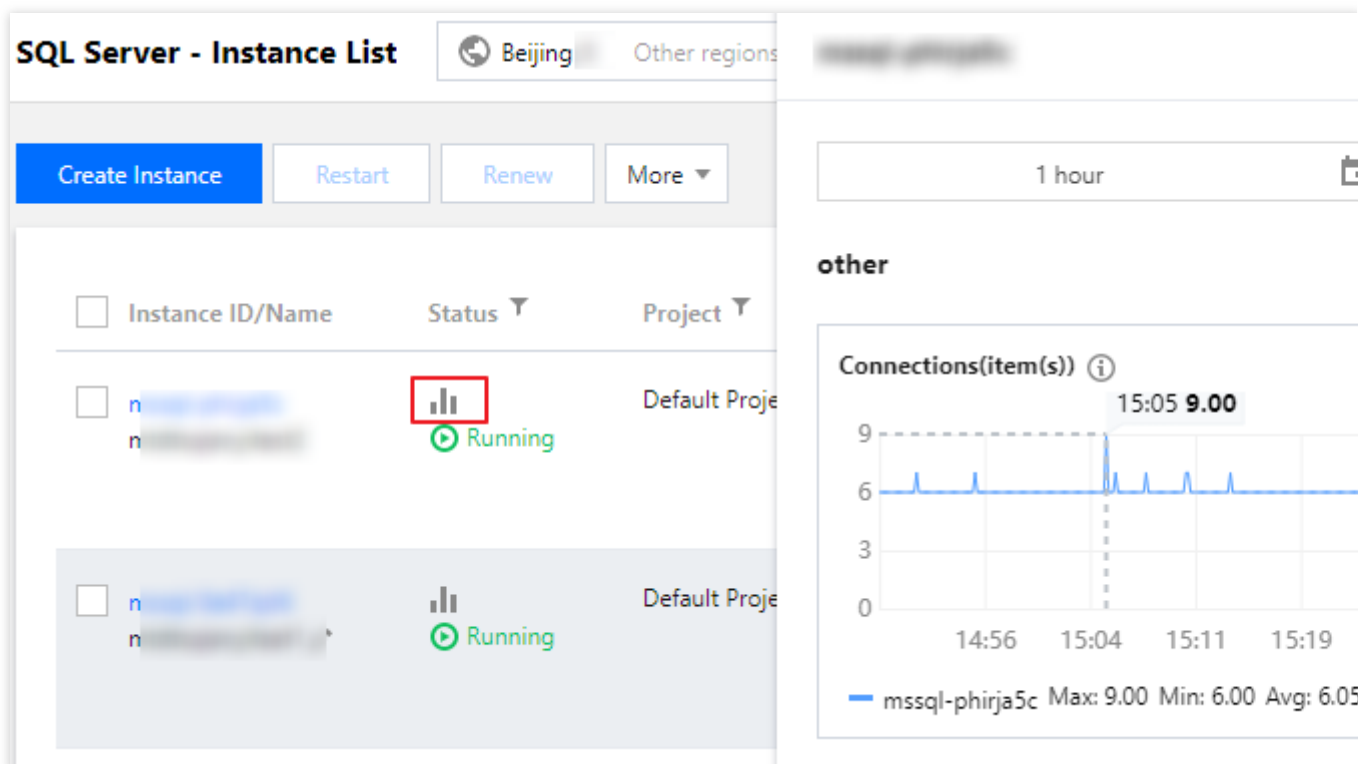 SQL Server - Instance List
Beijing
Other regions
Create Instance
Restart
Renew
More
Instance ID/Name
Status
Project
Default Proje
Running
Default Proje
Running
1 hour
other
Connections(item(s))
15:05 9.00
9
6
3
0
14:56 15:04 15:11 15:19
mssql-phirja5c Max: 9.00 Min: 6.00 Avg: 6.05